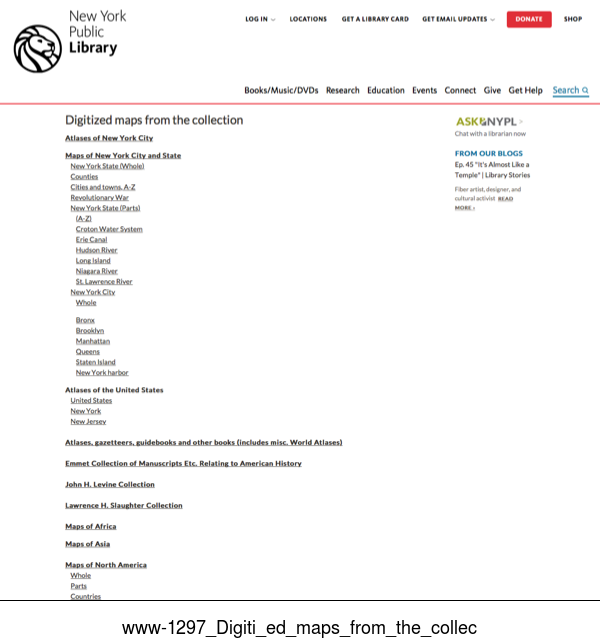 New York
Public
Library
LOG IN
LOCATIONS
GET A LIBRARY CARD
GET EMAIL UPDATES
DONATE
SHOP
Books/Music/DVDs Research Education Events Connect Give Get Help Search
Digitized maps from the collection
Atlases of New York City
Maps of New York City and State
New York State (Whole)
Counties
Cities and towns, A-Z
Revolutionary War
New York State (Parts)
(A-Z)
Croton Water System
Erie Canal
Hudson River
Long Island
Niagara River
St. Lawrence River
New York City
Whole
Bronx
Brooklyn
Manhattan
Queens
Staten Island
New York harbor
Atlases of the United States
United States
New York
New Jersey
Atlases, gazetteers, guidebooks and other books (includes misc. World Atlases)
Emmet Collection of Manuscripts Etc. Relating to American History
John H. Levine Collection
Lawrence H. Slaughter Collection
Maps of Africa
Maps of Asia
Maps of North America
Whole
Parts
Countries
ASK NYPL >
Chat with a librarian now
FROM OUR BLOGS
Ep. 45 "It's Almost Like a
Temple" | Library Stories
Fiber artist, designer, and
cultural activist READ
MORE ›
www-1297_Digiti_ed_maps_from_the_collec